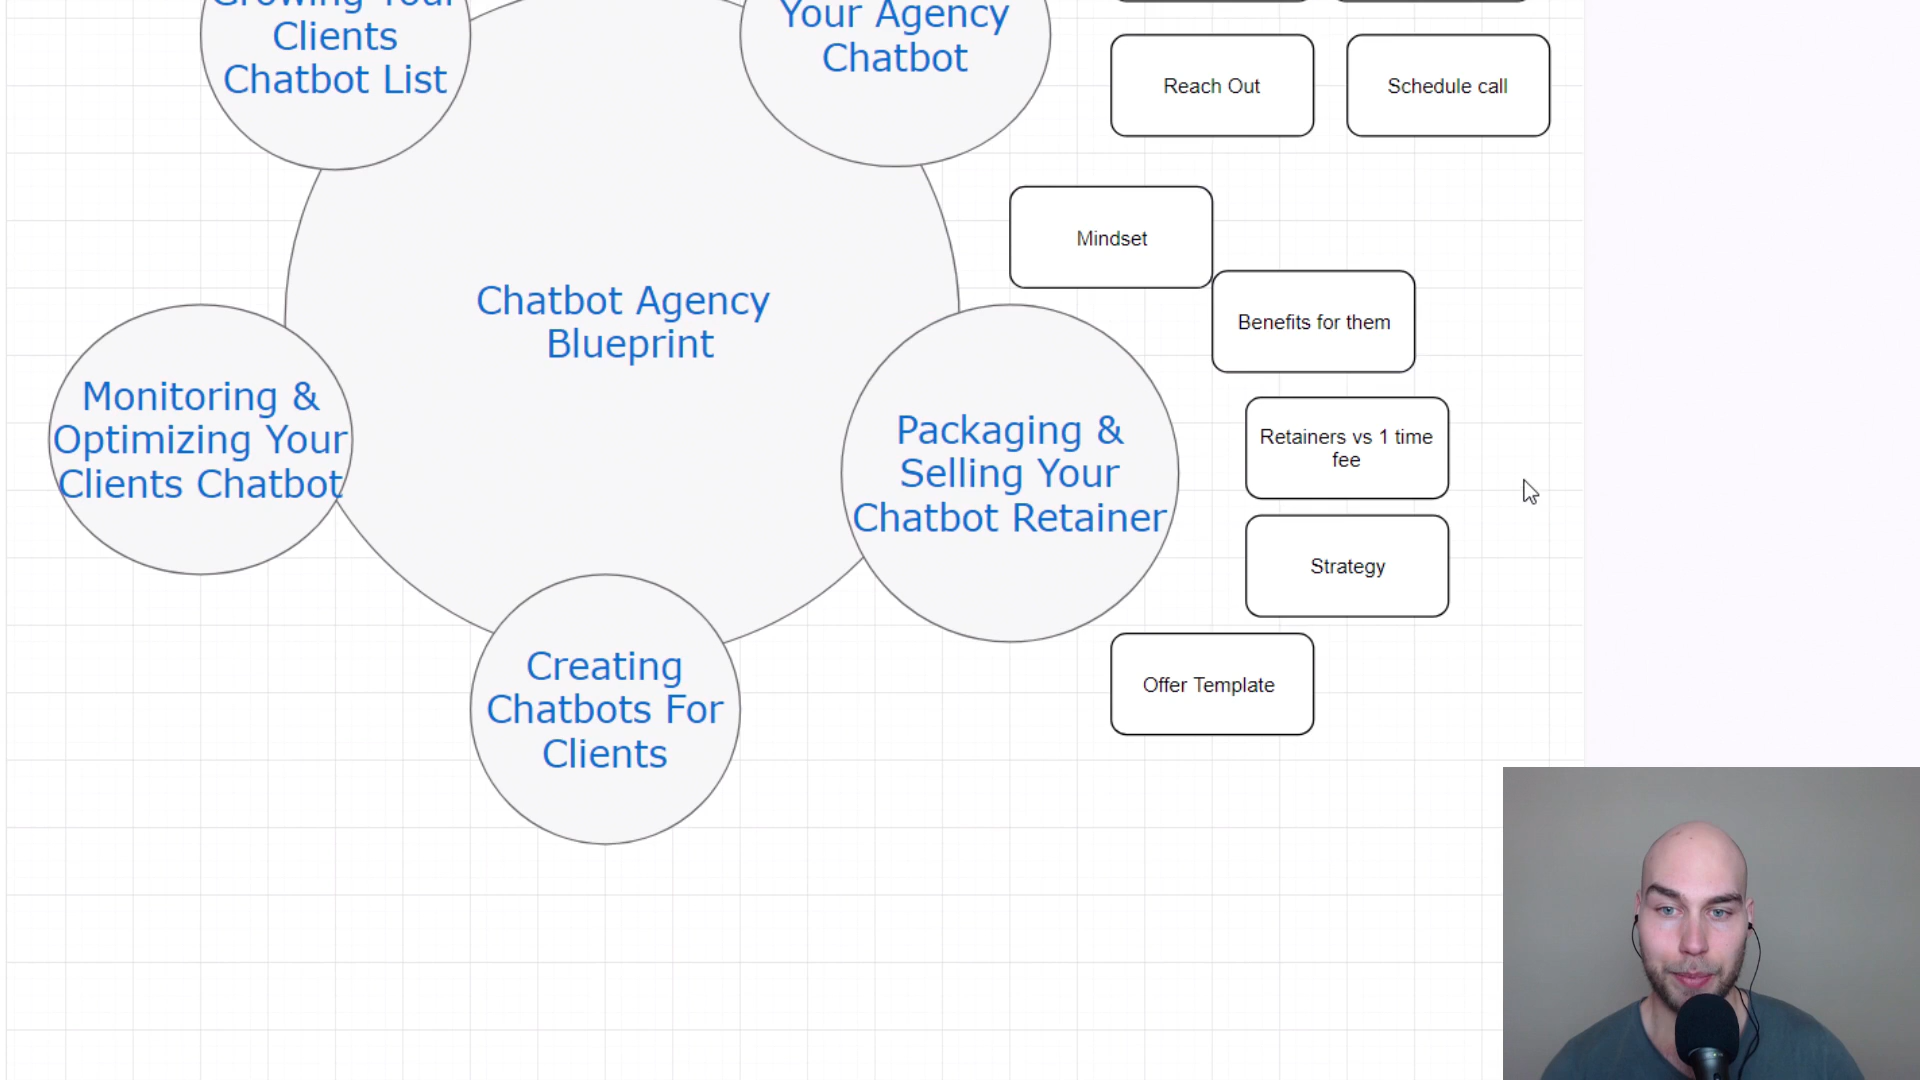 Growing Your
Clients
Chatbot List
Your Agency
Chatbot
Reach Out
Schedule call
Mindset
Benefits for them
Chatbot Agency
Blueprint
Monitoring &
Optimizing Your
Clients Chatbot
Packaging &
Selling Your
Chatbot Retainer
Retainers vs 1 time
fee
Strategy
Offer Template
Creating
Chatbots For
Clients